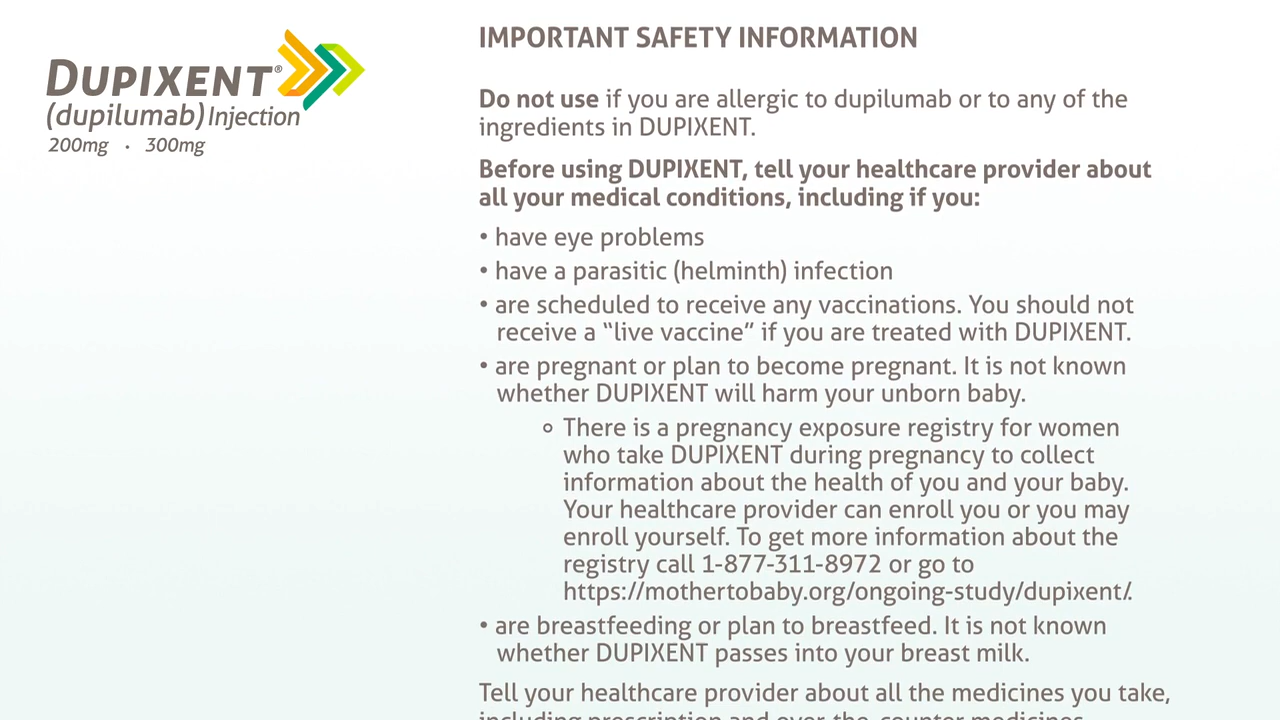 DUPIXENT®
(dupilumab) Injection
200mg · 300mg
IMPORTANT SAFETY INFORMATION
Do not use if you are allergic to dupilumab or to any of the
ingredients in DUPIXENT.
Before using DUPIXENT, tell your healthcare provider about
all your medical conditions, including if you:
• have eye problems
• have a parasitic (helminth) infection
• are scheduled to receive any vaccinations. You should not
receive a “live vaccine” if you are treated with DUPIXENT.
• are pregnant or plan to become pregnant. It is not known
whether DUPIXENT will harm your unborn baby.
◦ There is a pregnancy exposure registry for women
who take DUPIXENT during pregnancy to collect
information about the health of you and your baby.
Your healthcare provider can enroll you or you may
enroll yourself. To get more information about the
registry call 1-877-311-8972 or go to
https://mothertobaby.org/ongoing-study/dupixent/.
• are breastfeeding or plan to breastfeed. It is not known
whether DUPIXENT passes into your breast milk.
Tell your healthcare provider about all the medicines you take,
including prescription and over-the-counter medicines,